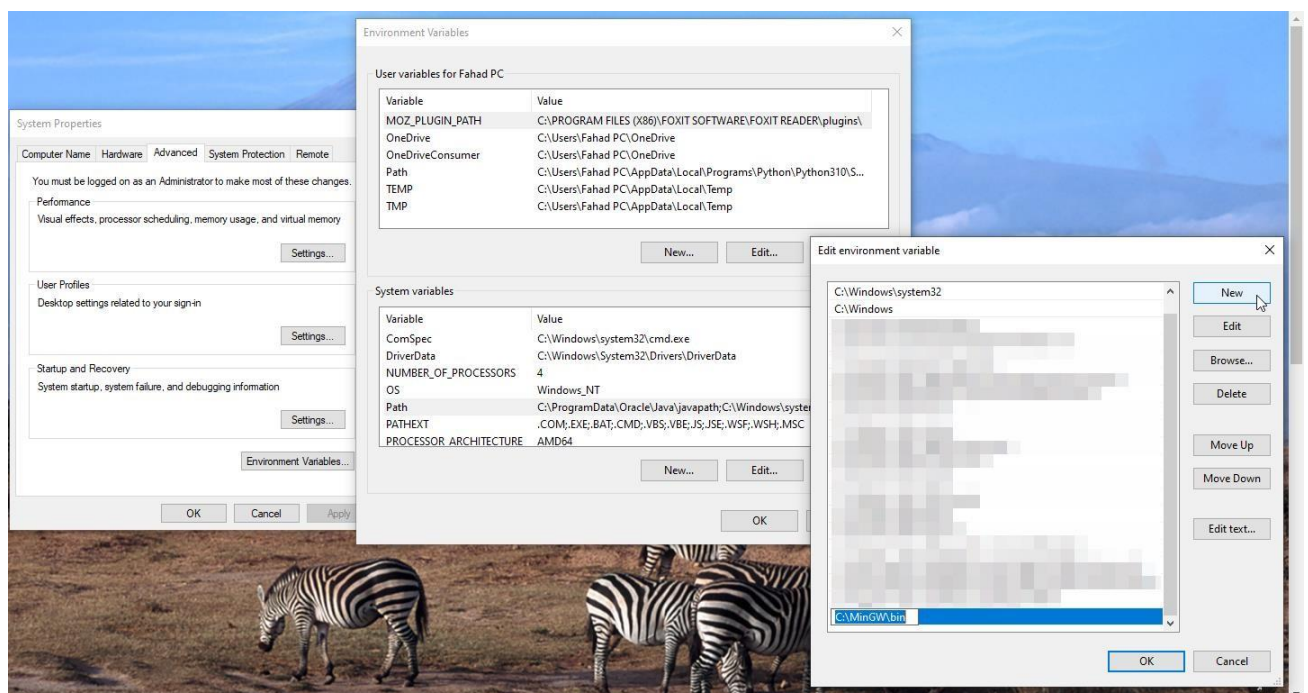 System Properties
Computer Name Hardware Advanced System Protection Remote
You must be logged on as an Administrator to make most of these changes.
Performance
Visual effects, processor scheduling, memory usage, and virtual memory
Settings...
User Profiles
Desktop settings related to your sign-in
Settings...
Startup and Recovery
System startup, system failure, and debugging information
Settings...
Environment Variables...
OK Cancel Apply
Environment Variables
User variables for Fahad PC
Variable Value
MOZ_PLUGIN_PATH C:\PROGRAM FILES (X86)\FOXIT SOFTWARE\FOXIT READER\plugins\
OneDrive C:\Users\Fahad PC\OneDrive
OneDriveConsumer C:\Users\Fahad PC\OneDrive
Path C:\Users\Fahad PC\AppData\Local\Programs\Python\Python310\S...
TEMP C:\Users\Fahad PC\AppData\Local\Temp
TMP C:\Users\Fahad PC\AppData\Local\Temp
New... Edit...
System variables
Variable Value
ComSpec C:\Windows\system32\cmd.exe
DriverData C:\Windows\System32\Drivers\DriverData
NUMBER_OF_PROCESSORS 4
OS Windows_NT
Path C:\ProgramData\Oracle\Java\javapath;C:\Windows\system
PATHEXT .COM;.EXE;.BAT;.CMD;.VBS;.VBE;.JS;.JSE;.WSF;.WSH;.MSC
PROCESSOR_ARCHITECTURE AMD64
New... Edit...
OK
Edit environment variable
C:\Windows\system32
C:\Windows
C:\MinGW\bin
New
Edit
Browse...
Delete
Move Up
Move Down
Edit text...
OK Cancel